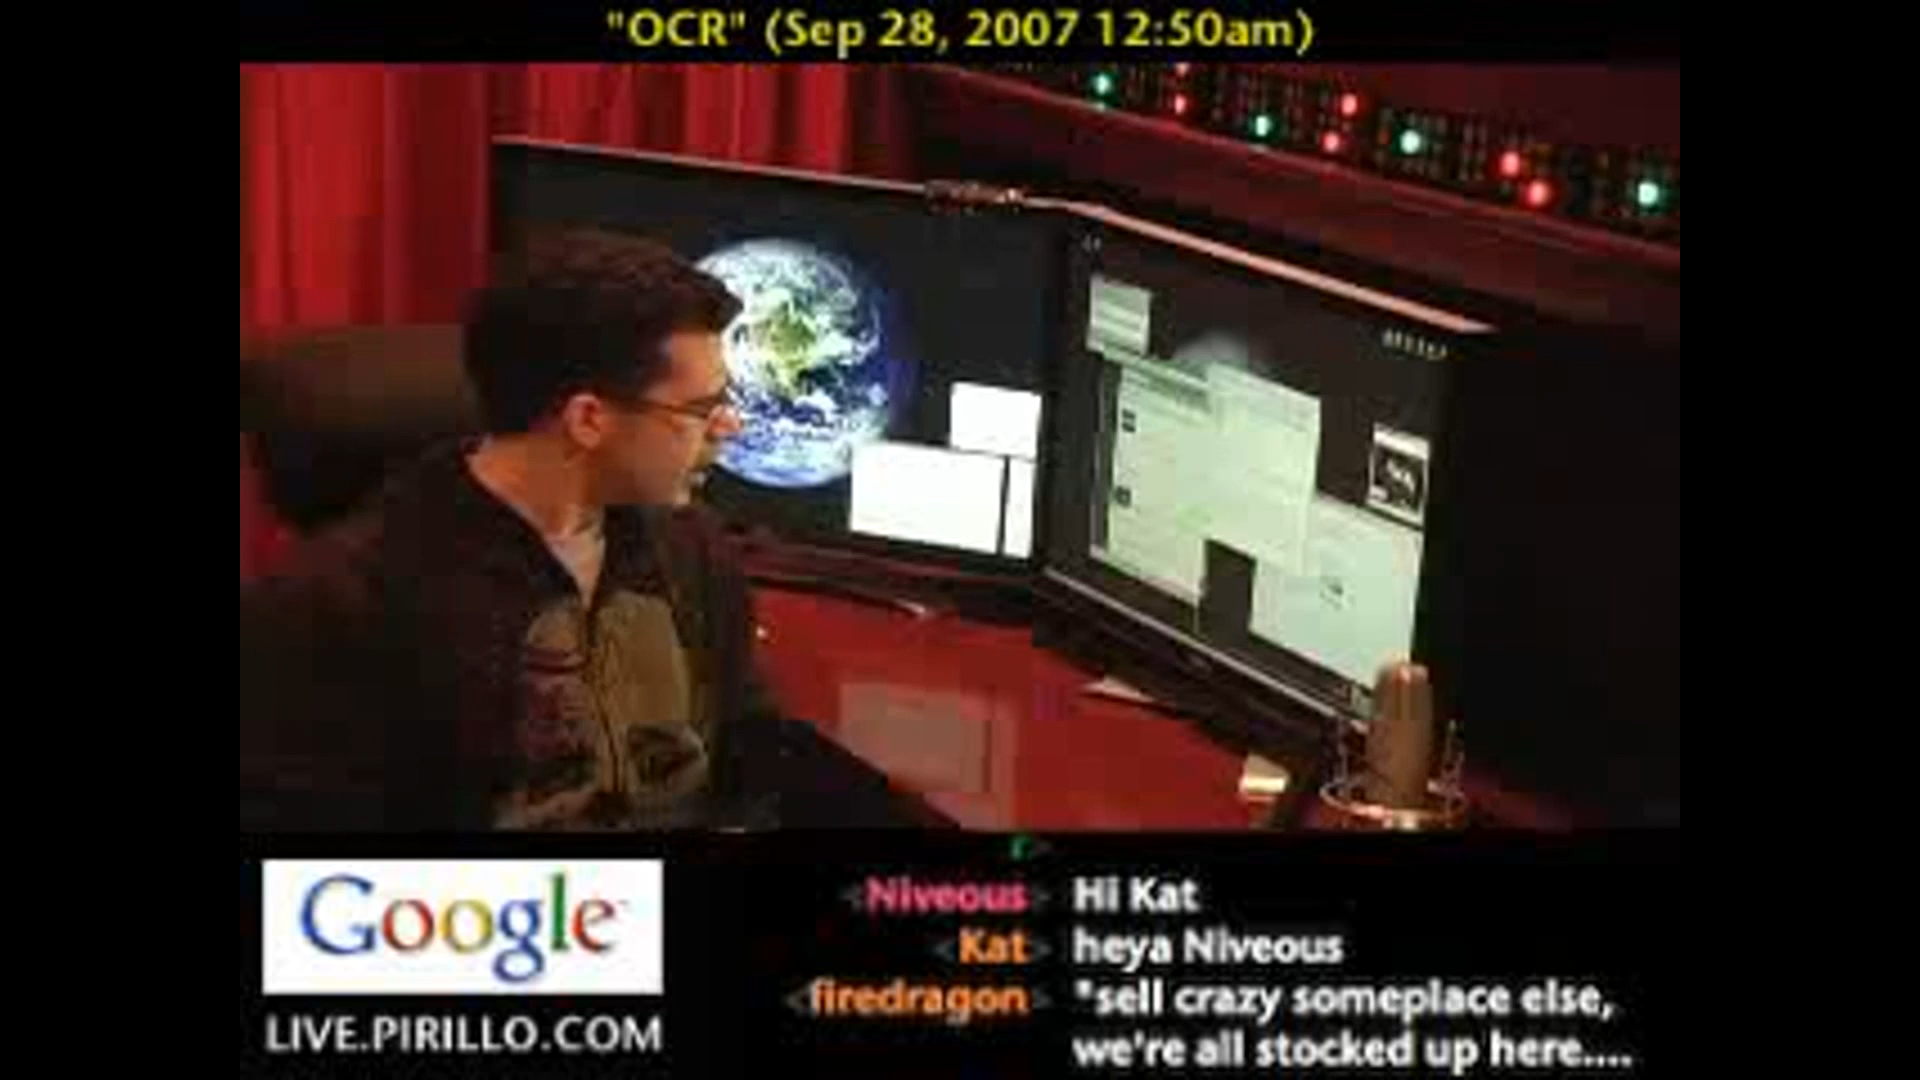 "OCR" (Sep 28, 2007 12:50am)
Google
LIVE.PIRILLO.COM
<Niveous> Hi Kat
<Kat> heya Niveous
<firedragon> "sell crazy someplace else,
we're all stocked up here....